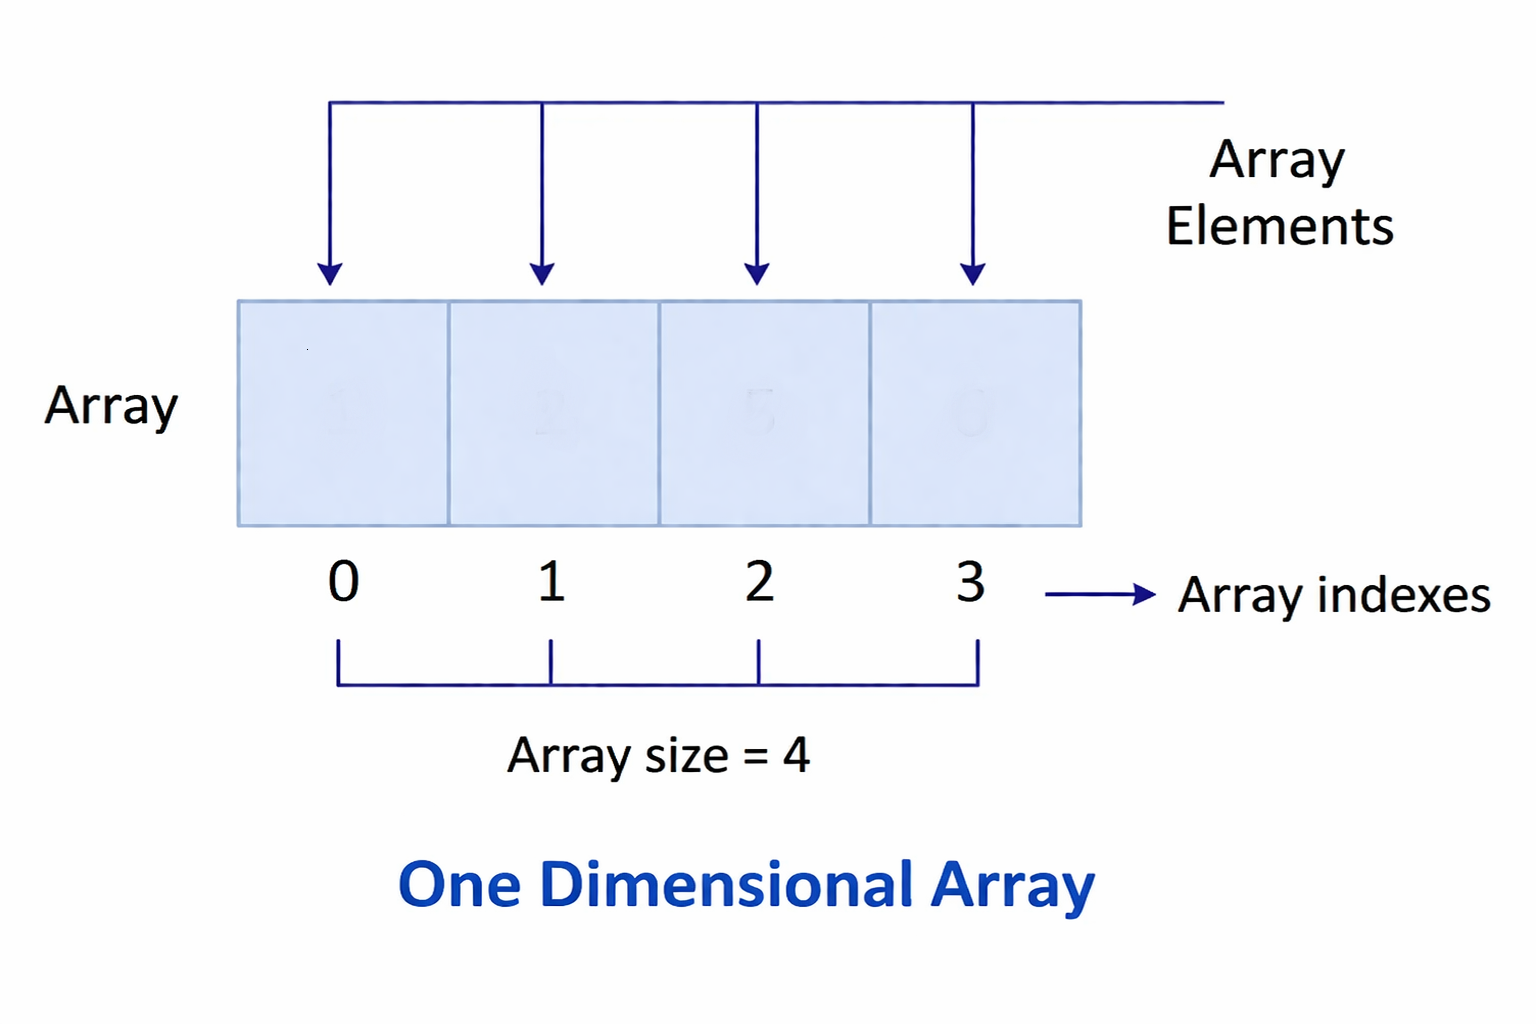 Array
Elements
Array
0 1 2 3
Array indexes
Array size = 4
One Dimensional Array